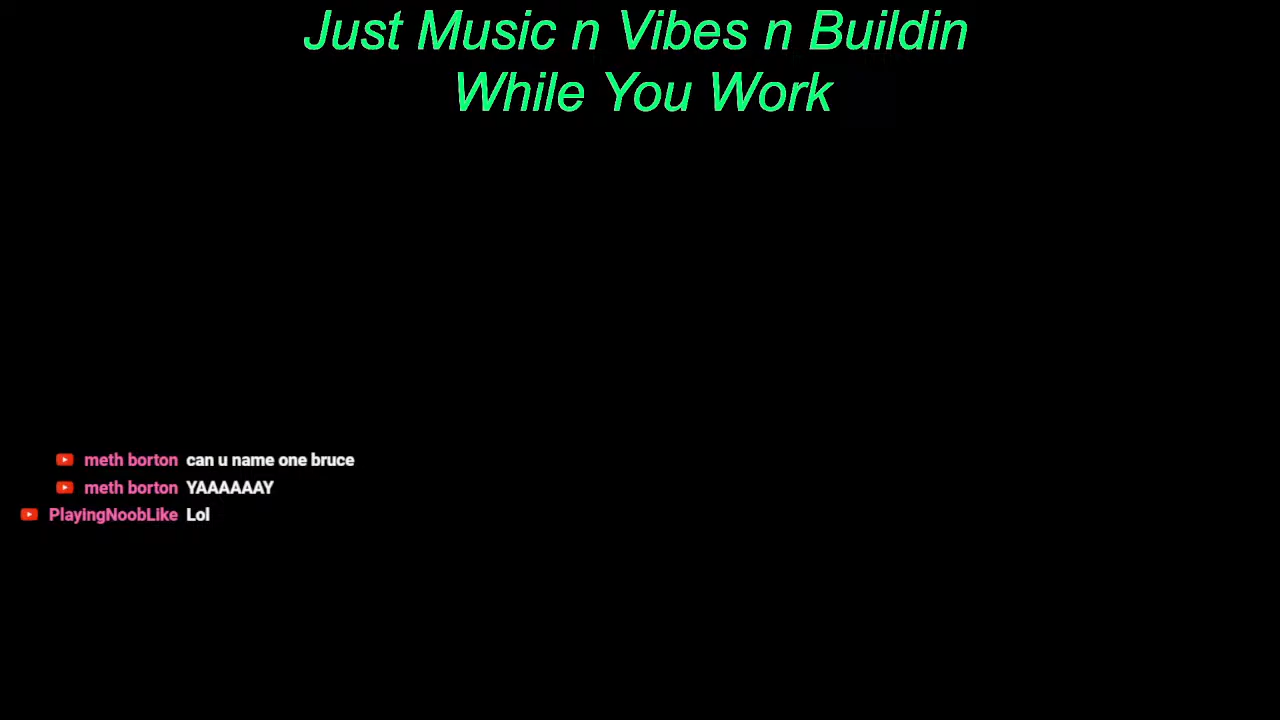 Just Music n Vibes n Buildin
While You Work
meth borton can u name one bruce
meth borton YAAAAAAY
PlayingNoobLike Lol